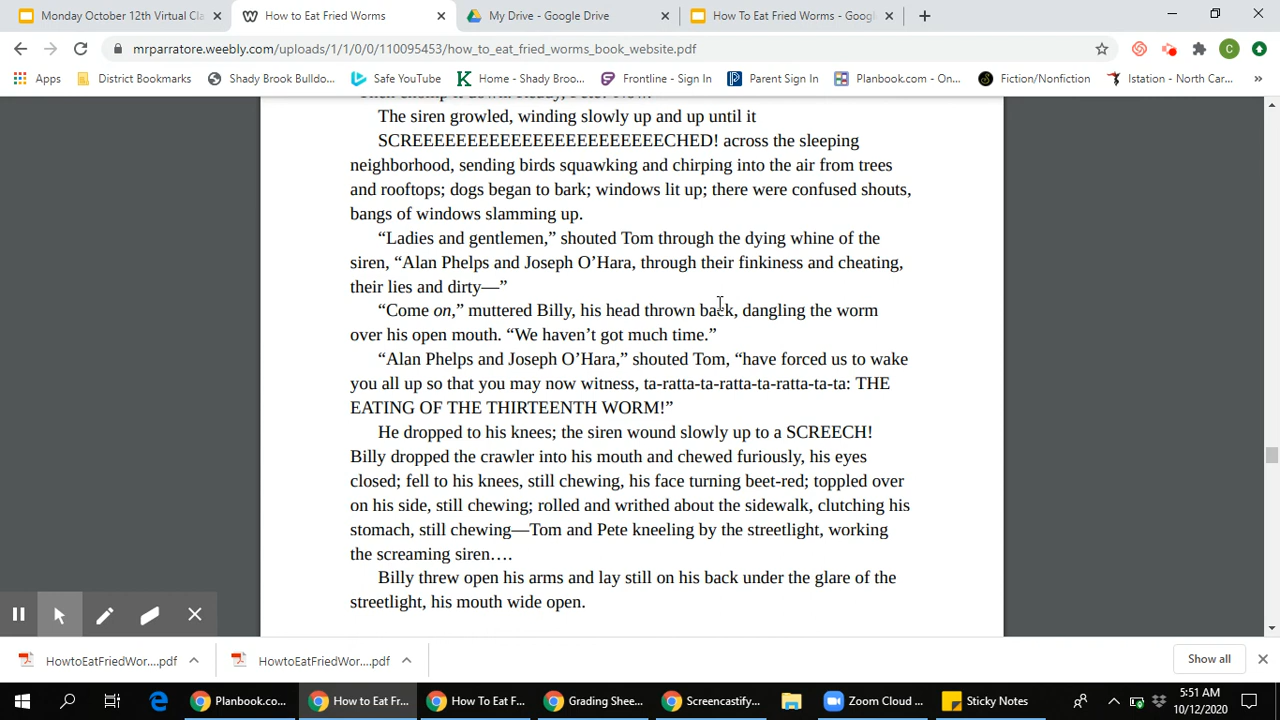 Monday October 12th Virtual Cla
How to Eat Fried Worms
My Drive - Google Drive
How To Eat Fried Worms - Googl
mrparratore.weebly.com/uploads/1/1/0/0/110095453/how_to_eat_fried_worms_book_website.pdf
C
Apps
District Bookmarks
Shady Brook Bulldo...
Safe YouTube
Home - Shady Broo...
Frontline - Sign In
Parent Sign In
Planbook.com - On...
Fiction/Nonfiction
Istation - North Car...
The siren growled, winding slowly up and up until it
SCREEEEEEEEEEEEEEEEEEEEEEECHED! across the sleeping
neighborhood, sending birds squawking and chirping into the air from trees
and rooftops; dogs began to bark; windows lit up; there were confused shouts,
bangs of windows slamming up.
“Ladies and gentlemen,” shouted Tom through the dying whine of the
siren, “Alan Phelps and Joseph O’Hara, through their finkiness and cheating,
their lies and dirty—”
“Come on,” muttered Billy, his head thrown back, dangling the worm
over his open mouth. “We haven’t got much time.”
“Alan Phelps and Joseph O’Hara,” shouted Tom, “have forced us to wake
you all up so that you may now witness, ta-ratta-ta-ratta-ta-ratta-ta-ta: THE
EATING OF THE THIRTEENTH WORM!”
He dropped to his knees; the siren wound slowly up to a SCREECH!
Billy dropped the crawler into his mouth and chewed furiously, his eyes
closed; fell to his knees, still chewing, his face turning beet-red; toppled over
on his side, still chewing; rolled and writhed about the sidewalk, clutching his
stomach, still chewing—Tom and Pete kneeling by the streetlight, working
the screaming siren….
Billy threw open his arms and lay still on his back under the glare of the
streetlight, his mouth wide open.
HowtoEatFriedWor....pdf
HowtoEatFriedWor....pdf
Show all
Planbook.co...
How to Eat Fr...
How To Eat F...
Grading Shee...
Screencastify...
Zoom Cloud ...
Sticky Notes
5:51 AM
10/12/2020